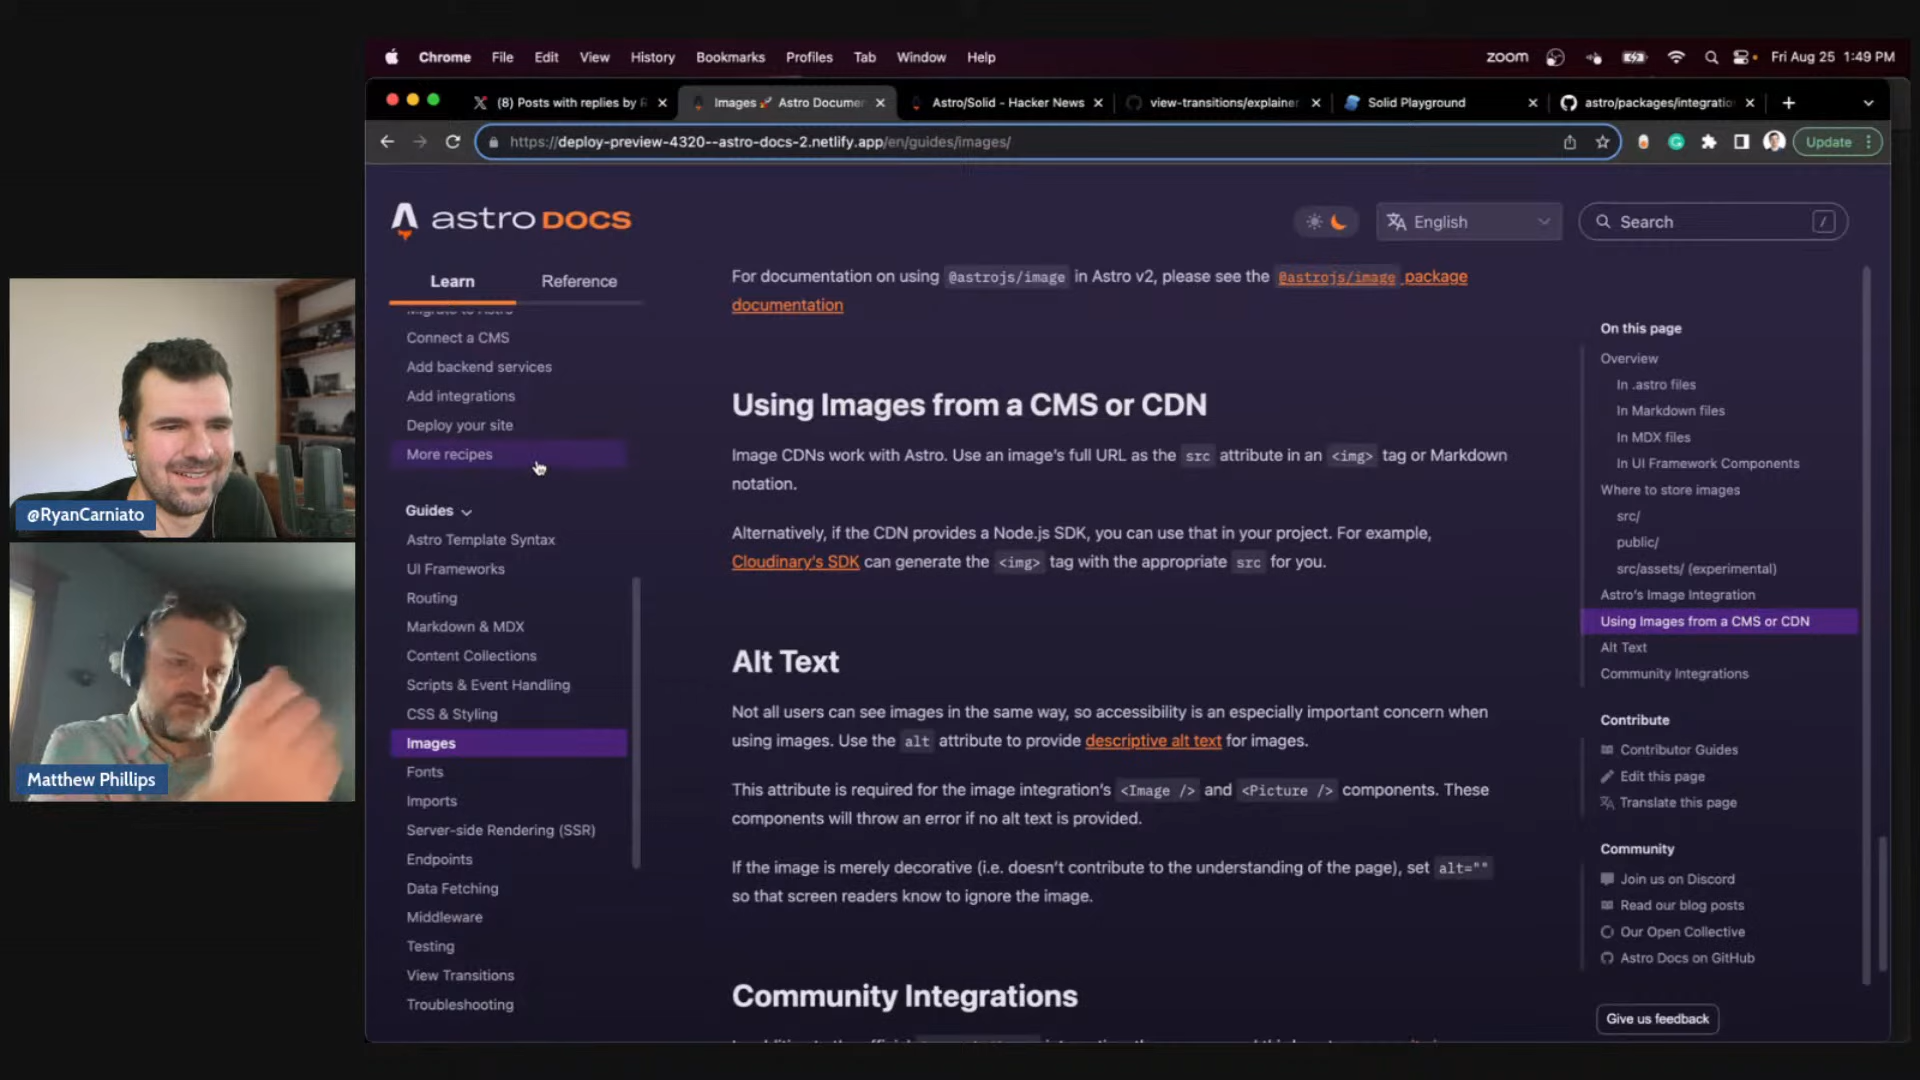 Chrome File Edit View History Bookmarks Profiles Tab Window Help
zoom Fri Aug 25 1:49 PM
(8) Posts with replies by R
Images 🚀 Astro Documen
Astro/Solid - Hacker News
view-transitions/explainer
Solid Playground
astro/packages/integratio
https://deploy-preview-4320--astro-docs-2.netlify.app/en/guides/images/
Update
astro DOCS
English
Search /
Learn Reference
Migrate to Astro
Connect a CMS
Add backend services
Add integrations
Deploy your site
More recipes
Guides
Astro Template Syntax
UI Frameworks
Routing
Markdown & MDX
Content Collections
Scripts & Event Handling
CSS & Styling
Images
Fonts
Imports
Server-side Rendering (SSR)
Endpoints
Data Fetching
Middleware
Testing
View Transitions
Troubleshooting
For documentation on using @astrojs/image in Astro v2, please see the @astrojs/image package
documentation
Using Images from a CMS or CDN
Image CDNs work with Astro. Use an image's full URL as the src attribute in an <img> tag or Markdown
notation.
Alternatively, if the CDN provides a Node.js SDK, you can use that in your project. For example,
Cloudinary's SDK can generate the <img> tag with the appropriate src for you.
Alt Text
Not all users can see images in the same way, so accessibility is an especially important concern when
using images. Use the alt attribute to provide descriptive alt text for images.
This attribute is required for the image integration's <Image /> and <Picture /> components. These
components will throw an error if no alt text is provided.
If the image is merely decorative (i.e. doesn't contribute to the understanding of the page), set alt=""
so that screen readers know to ignore the image.
Community Integrations
On this page
Overview
In .astro files
In Markdown files
In MDX files
In UI Framework Components
Where to store images
src/
public/
src/assets/ (experimental)
Astro's Image Integration
Using Images from a CMS or CDN
Alt Text
Community Integrations
Contribute
Contributor Guides
Edit this page
Translate this page
Community
Join us on Discord
Read our blog posts
Our Open Collective
Astro Docs on GitHub
Give us feedback
@RyanCarniato
Matthew Phillips